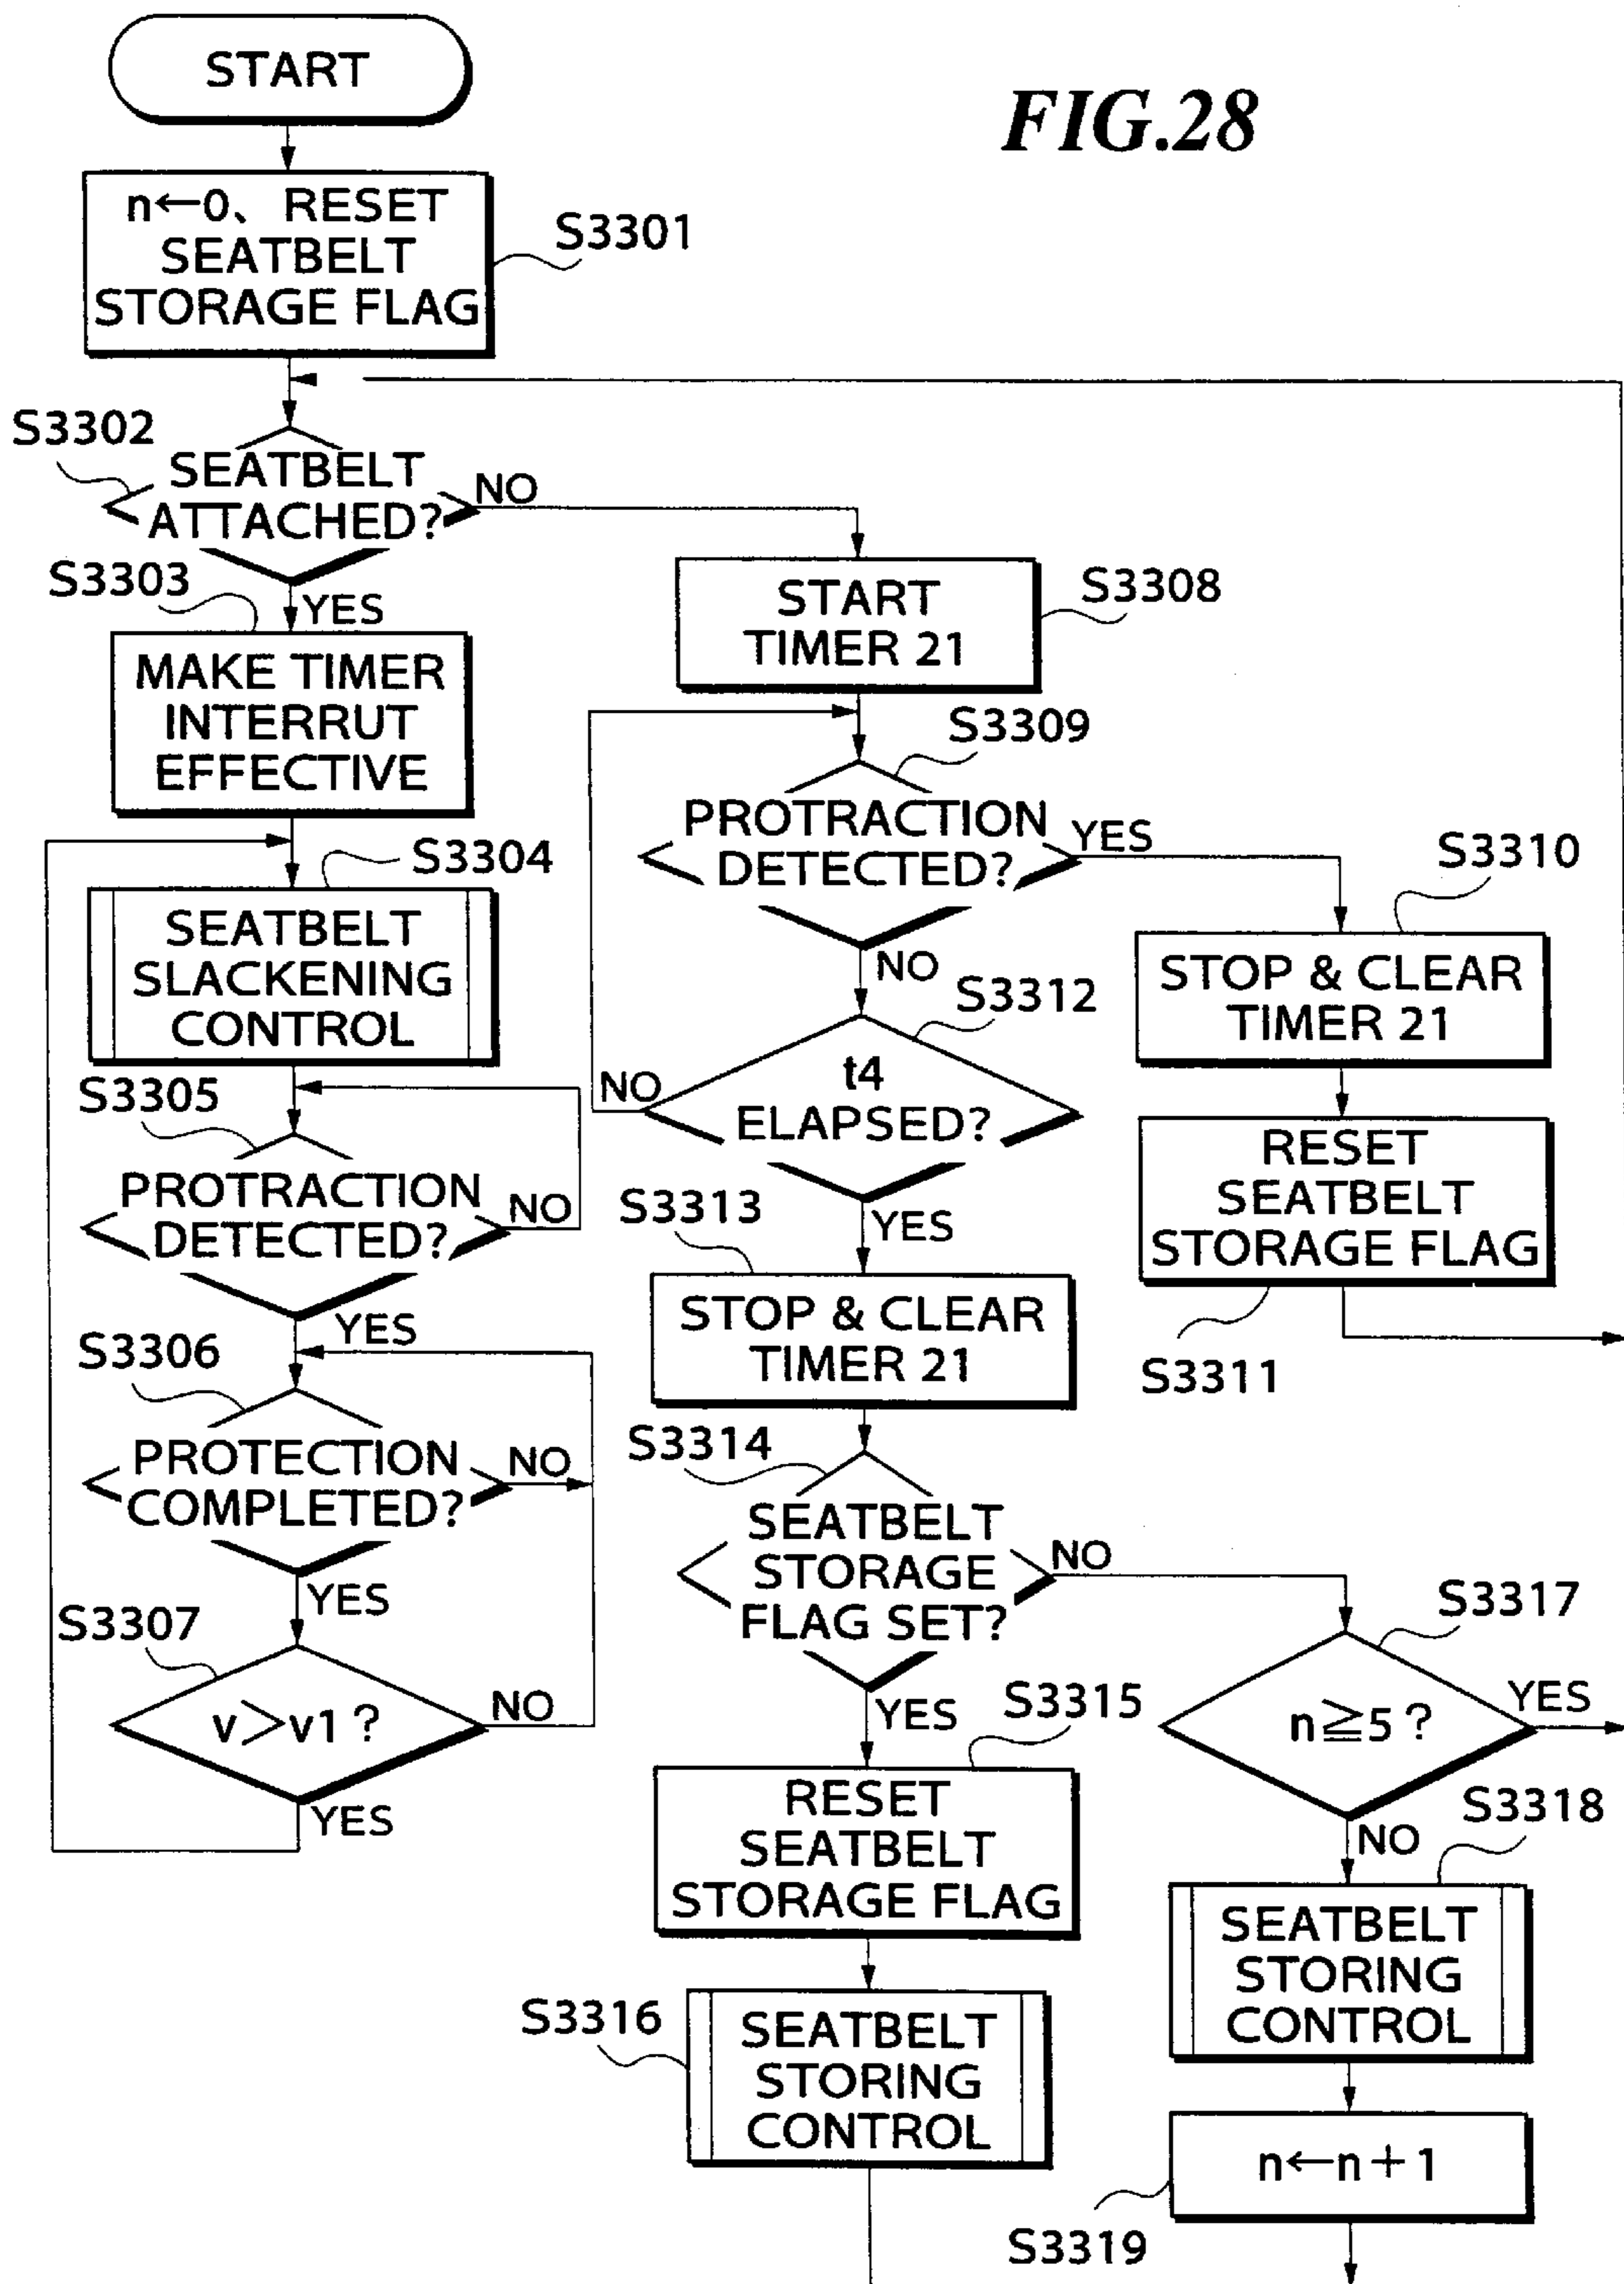 START
FIG.28
n←0、RESET
SEATBELT
STORAGE FLAG
S3301
S3302
SEATBELT
ATTACHED?
NO
YES
S3303
MAKE TIMER
INTERRUT
EFFECTIVE
S3304
SEATBELT
SLACKENING
CONTROL
S3305
PROTRACTION
DETECTED?
NO
YES
S3306
PROTECTION
COMPLETED?
NO
YES
S3307
v>v1?
NO
YES
START
TIMER 21
S3308
S3309
PROTRACTION
DETECTED?
YES
NO
S3310
STOP & CLEAR
TIMER 21
RESET
SEATBELT
STORAGE FLAG
S3311
S3312
t4
ELAPSED?
NO
YES
S3313
STOP & CLEAR
TIMER 21
S3314
SEATBELT
STORAGE
FLAG SET?
NO
YES
S3315
RESET
SEATBELT
STORAGE FLAG
S3316
SEATBELT
STORING
CONTROL
S3317
n≧5?
YES
NO
S3318
SEATBELT
STORING
CONTROL
n←n+1
S3319